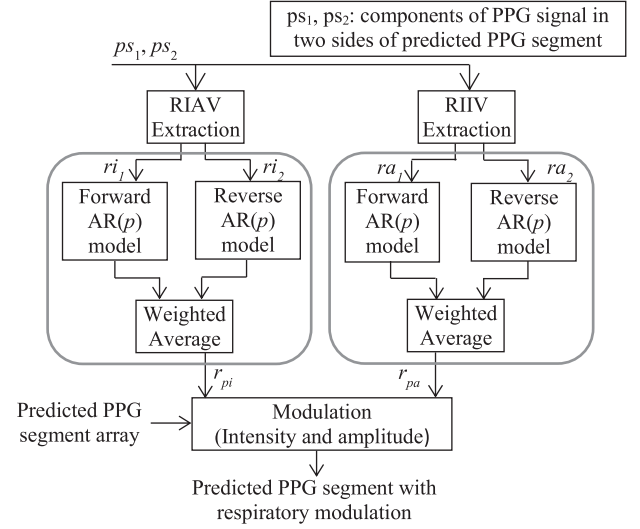 ps₁, ps₂: components of PPG signal in
two sides of predicted PPG segment
ps₁, ps₂
RIAV
Extraction
RIIV
Extraction
ri₁
ri₂
ra₁
ra₂
Forward
AR(p)
model
Reverse
AR(p)
model
Forward
AR(p)
model
Reverse
AR(p)
model
Weighted
Average
Weighted
Average
r_pi
r_pa
Predicted PPG
segment array
Modulation
(Intensity and amplitude)
Predicted PPG segment with
respiratory modulation